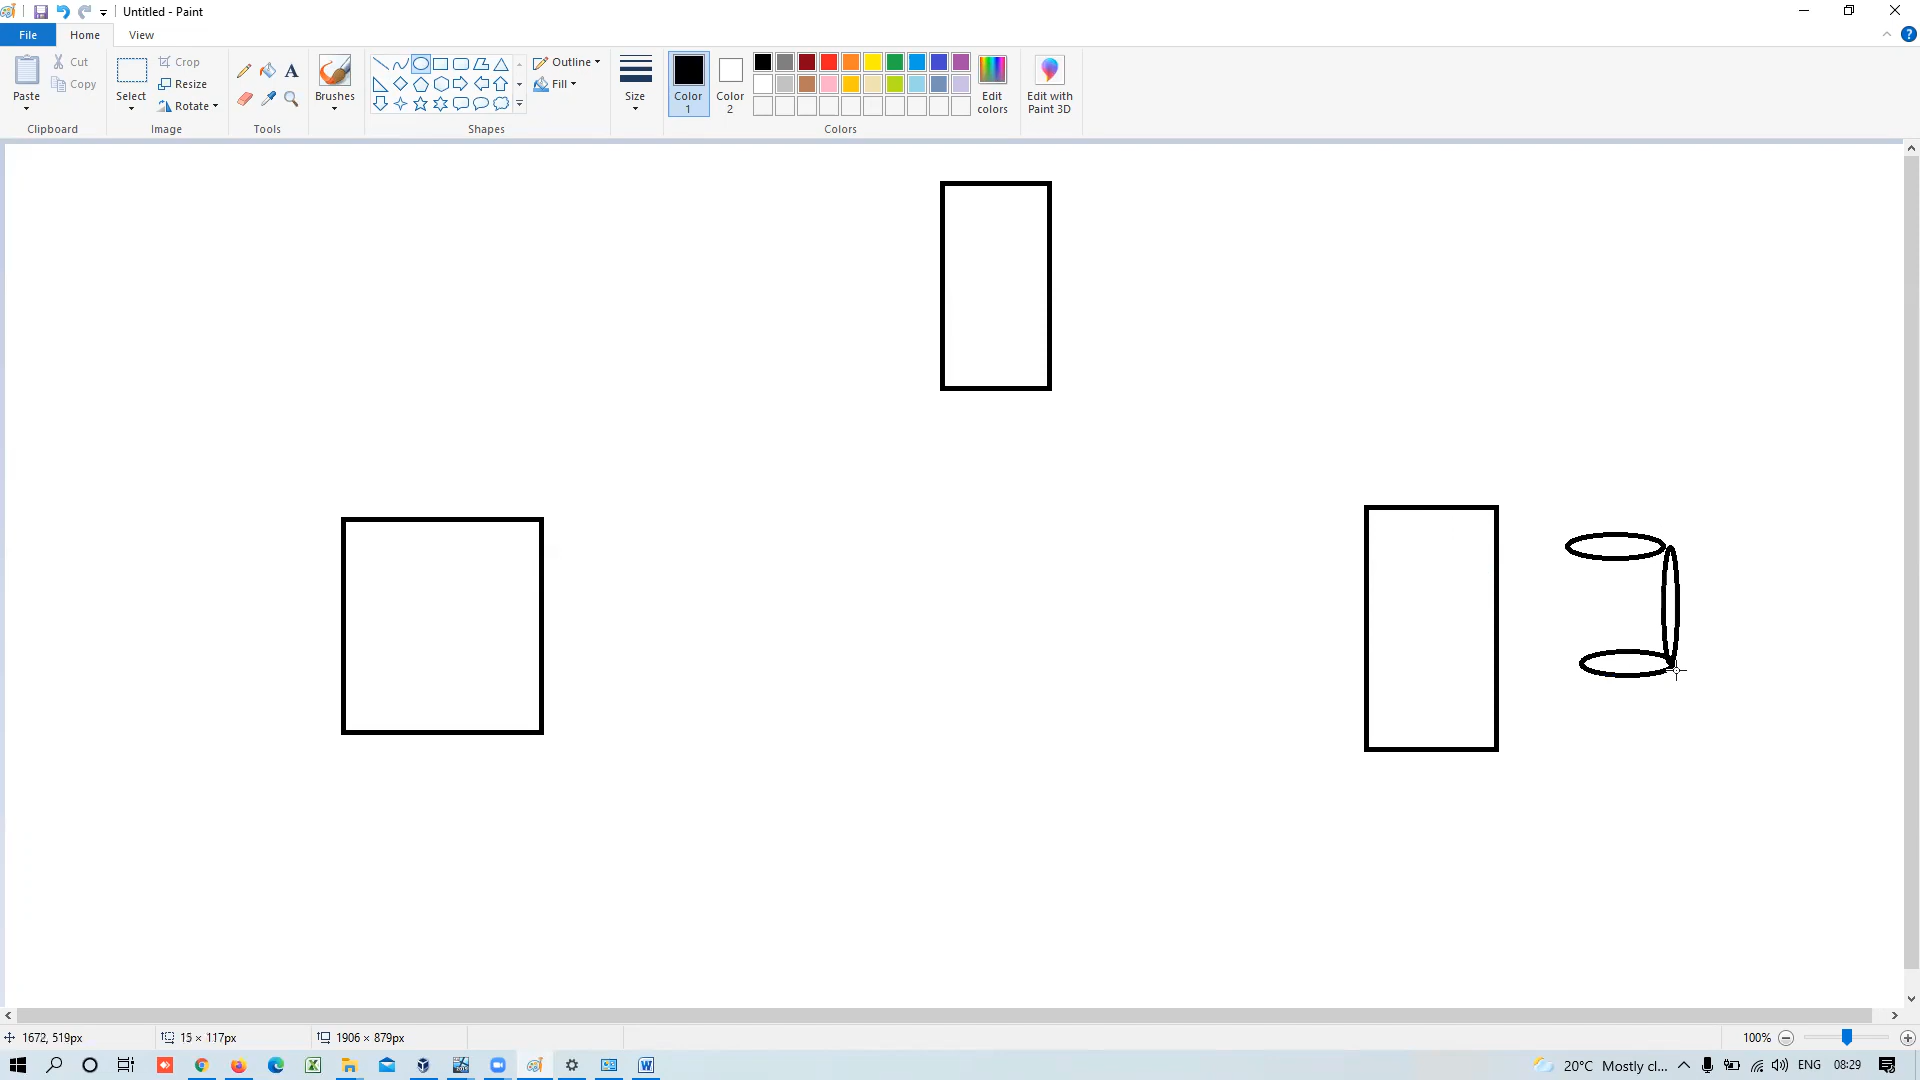 Untitled - Paint
File Home View
Paste
Cut
Copy
Clipboard
Select
Crop
Resize
Rotate
Image
Tools
Brushes
Shapes
Outline
Fill
Size
Color 1
Color 2
Colors
Edit colors
Edit with Paint 3D
1672, 519px
15 × 117px
1906 × 879px
100%
20°C Mostly cl...
ENG
08:29